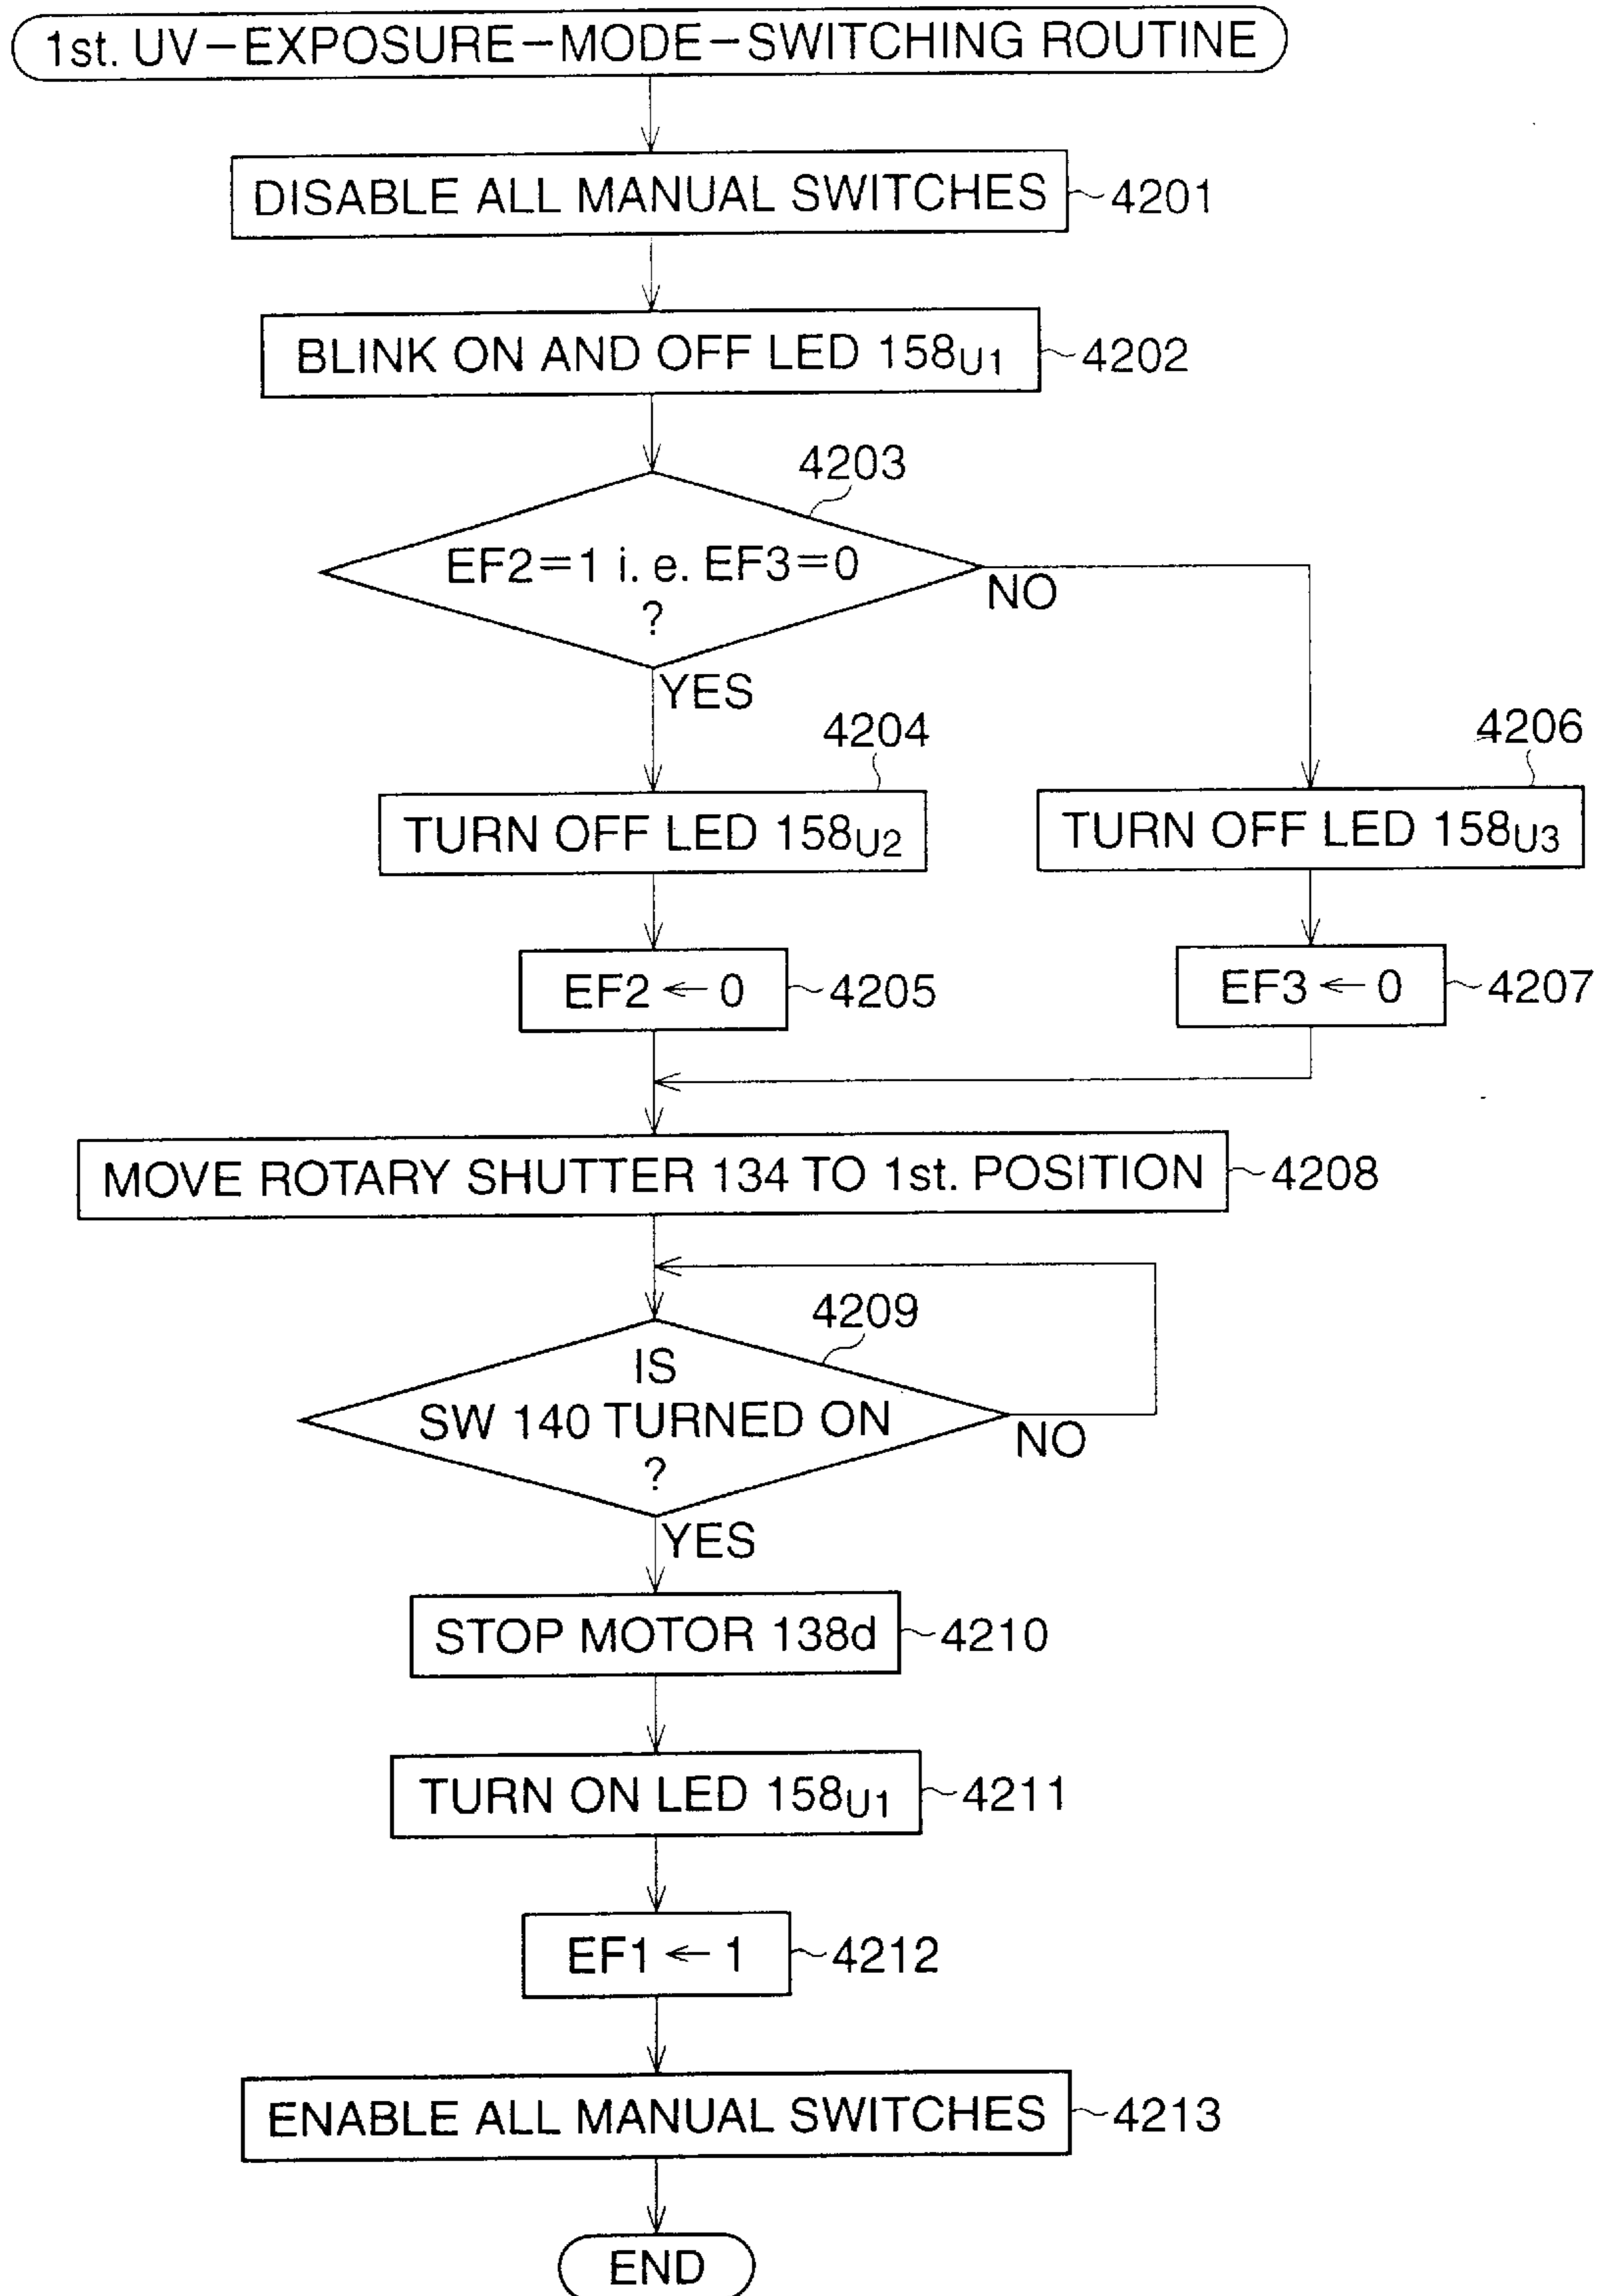 1st. UV-EXPOSURE-MODE-SWITCHING ROUTINE
DISABLE ALL MANUAL SWITCHES
4201
BLINK ON AND OFF LED 158U1
4202
4203
EF2=1 i. e. EF3=0
?
NO
YES
4204
4206
TURN OFF LED 158U2
TURN OFF LED 158U3
EF2 ← 0
4205
EF3 ← 0
4207
MOVE ROTARY SHUTTER 134 TO 1st. POSITION
4208
4209
IS
SW 140 TURNED ON
?
NO
YES
STOP MOTOR 138d
4210
TURN ON LED 158U1
4211
EF1 ← 1
4212
ENABLE ALL MANUAL SWITCHES
4213
END